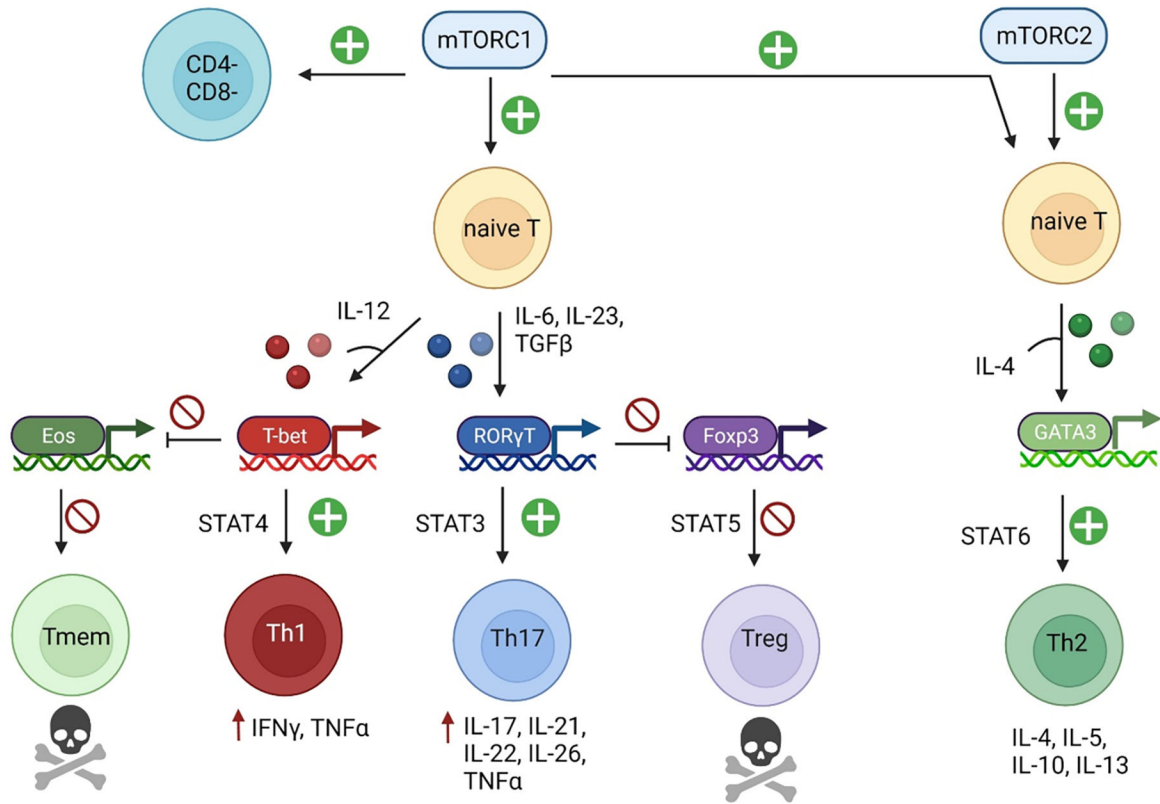 mTORC1
mTORC2
CD4-
CD8-
naive T
naive T
IL-12
IL-6, IL-23,
TGFβ
IL-4
Eos
T-bet
RORγT
Foxp3
GATA3
STAT4
STAT3
STAT5
STAT6
Tmem
Th1
Th17
Treg
Th2
IFNγ, TNFα
IL-17, IL-21,
IL-22, IL-26,
TNFα
IL-4, IL-5,
IL-10, IL-13